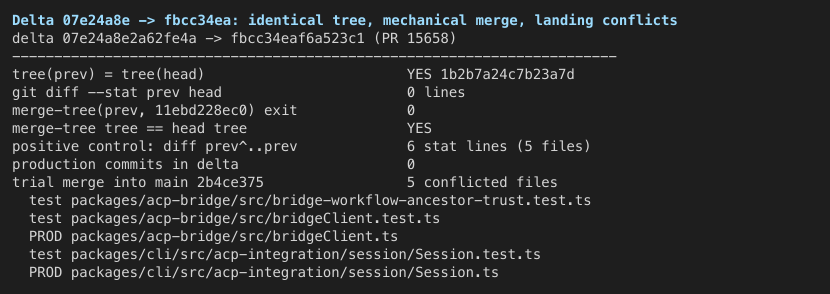 Delta 07e24a8e -> fbcc34ea: identical tree, mechanical merge, landing conflicts
delta 07e24a8e2a62fe4a -> fbcc34eaf6a523c1 (PR 15658)
------------------------------------------------------------------------
tree(prev) = tree(head) YES 1b2b7a24c7b23a7d
git diff --stat prev head 0 lines
merge-tree(prev, 11ebd228ec0) exit 0
merge-tree tree == head tree YES
positive control: diff prev^..prev 6 stat lines (5 files)
production commits in delta 0
trial merge into main 2b4ce375 5 conflicted files
test packages/acp-bridge/src/bridge-workflow-ancestor-trust.test.ts
test packages/acp-bridge/src/bridgeClient.test.ts
PROD packages/acp-bridge/src/bridgeClient.ts
test packages/cli/src/acp-integration/session/Session.test.ts
PROD packages/cli/src/acp-integration/session/Session.ts